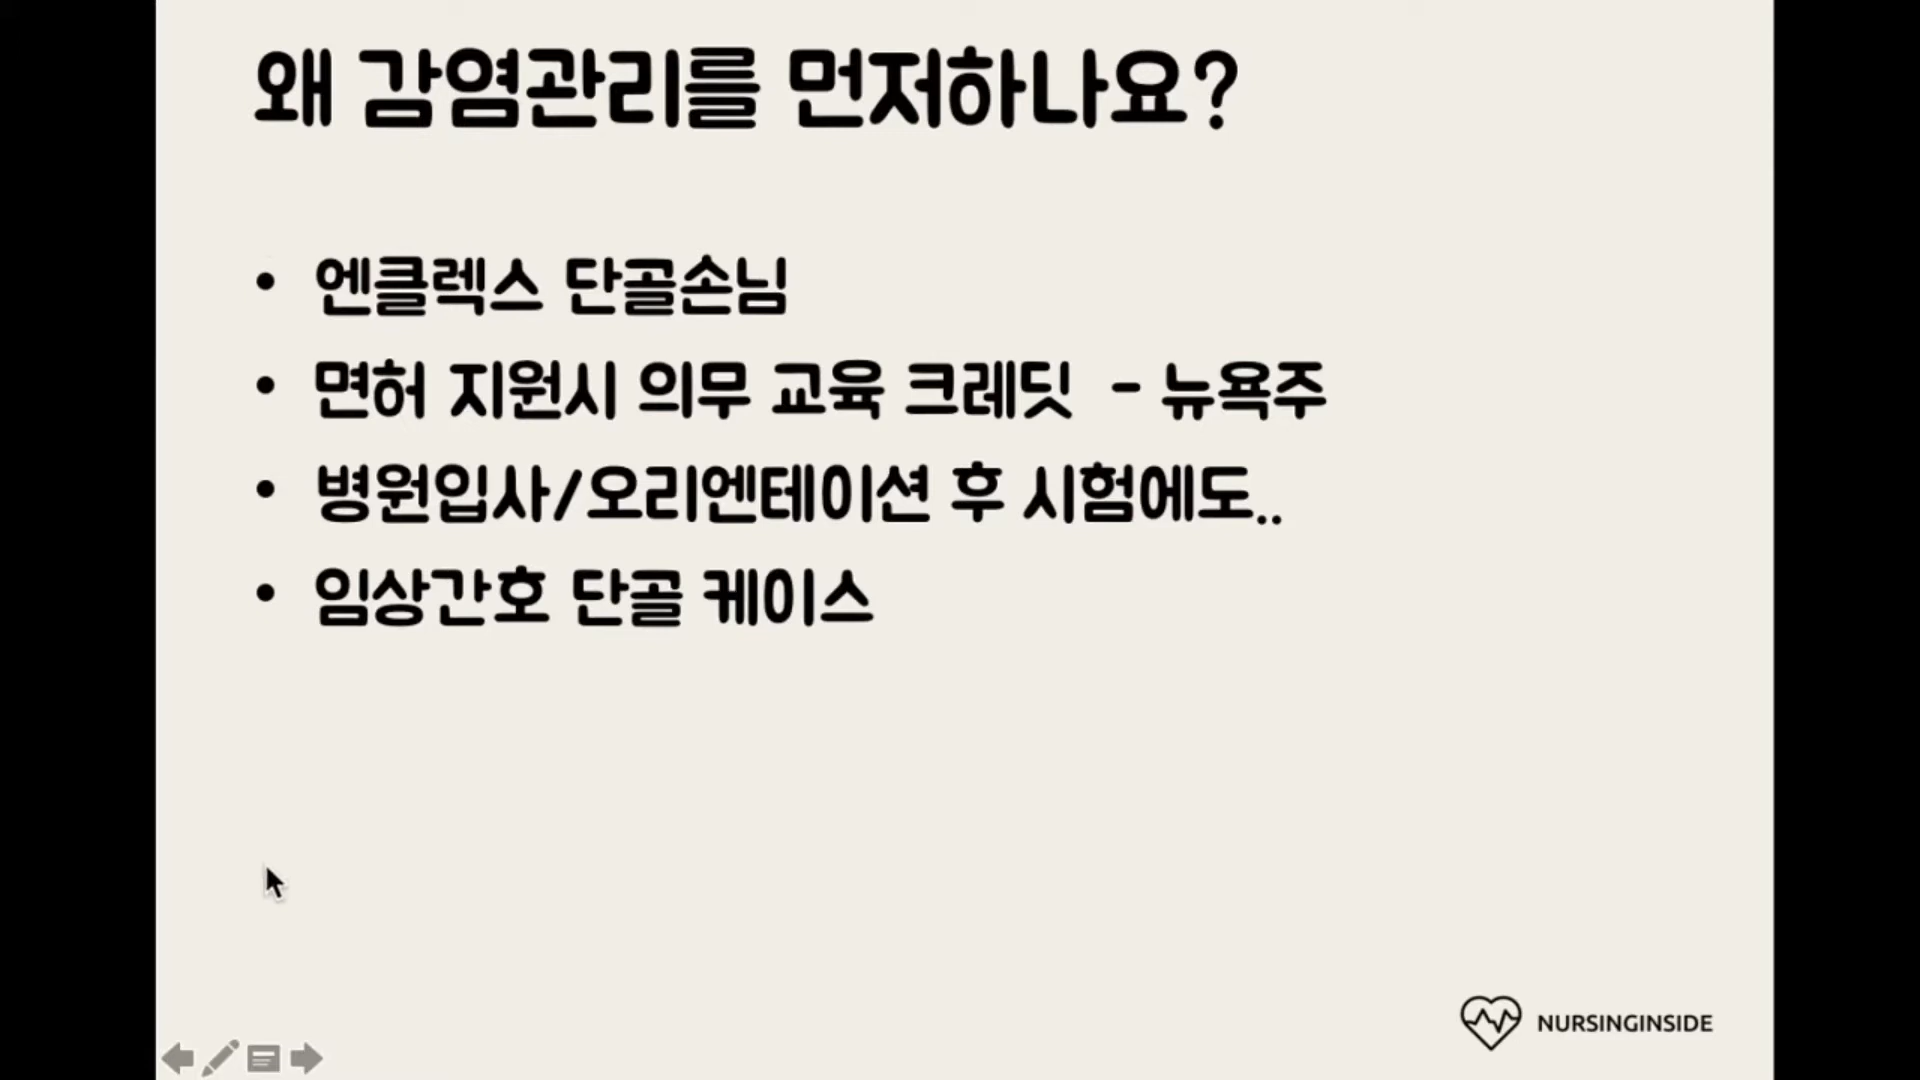 왜 감염관리를 먼저하나요?
• 엔클렉스 단골손님
• 면허 지원시 의무 교육 크레딧 - 뉴욕주
• 병원입사/오리엔테이션 후 시험에도..
• 임상간호 단골 케이스
NURSINGINSIDE